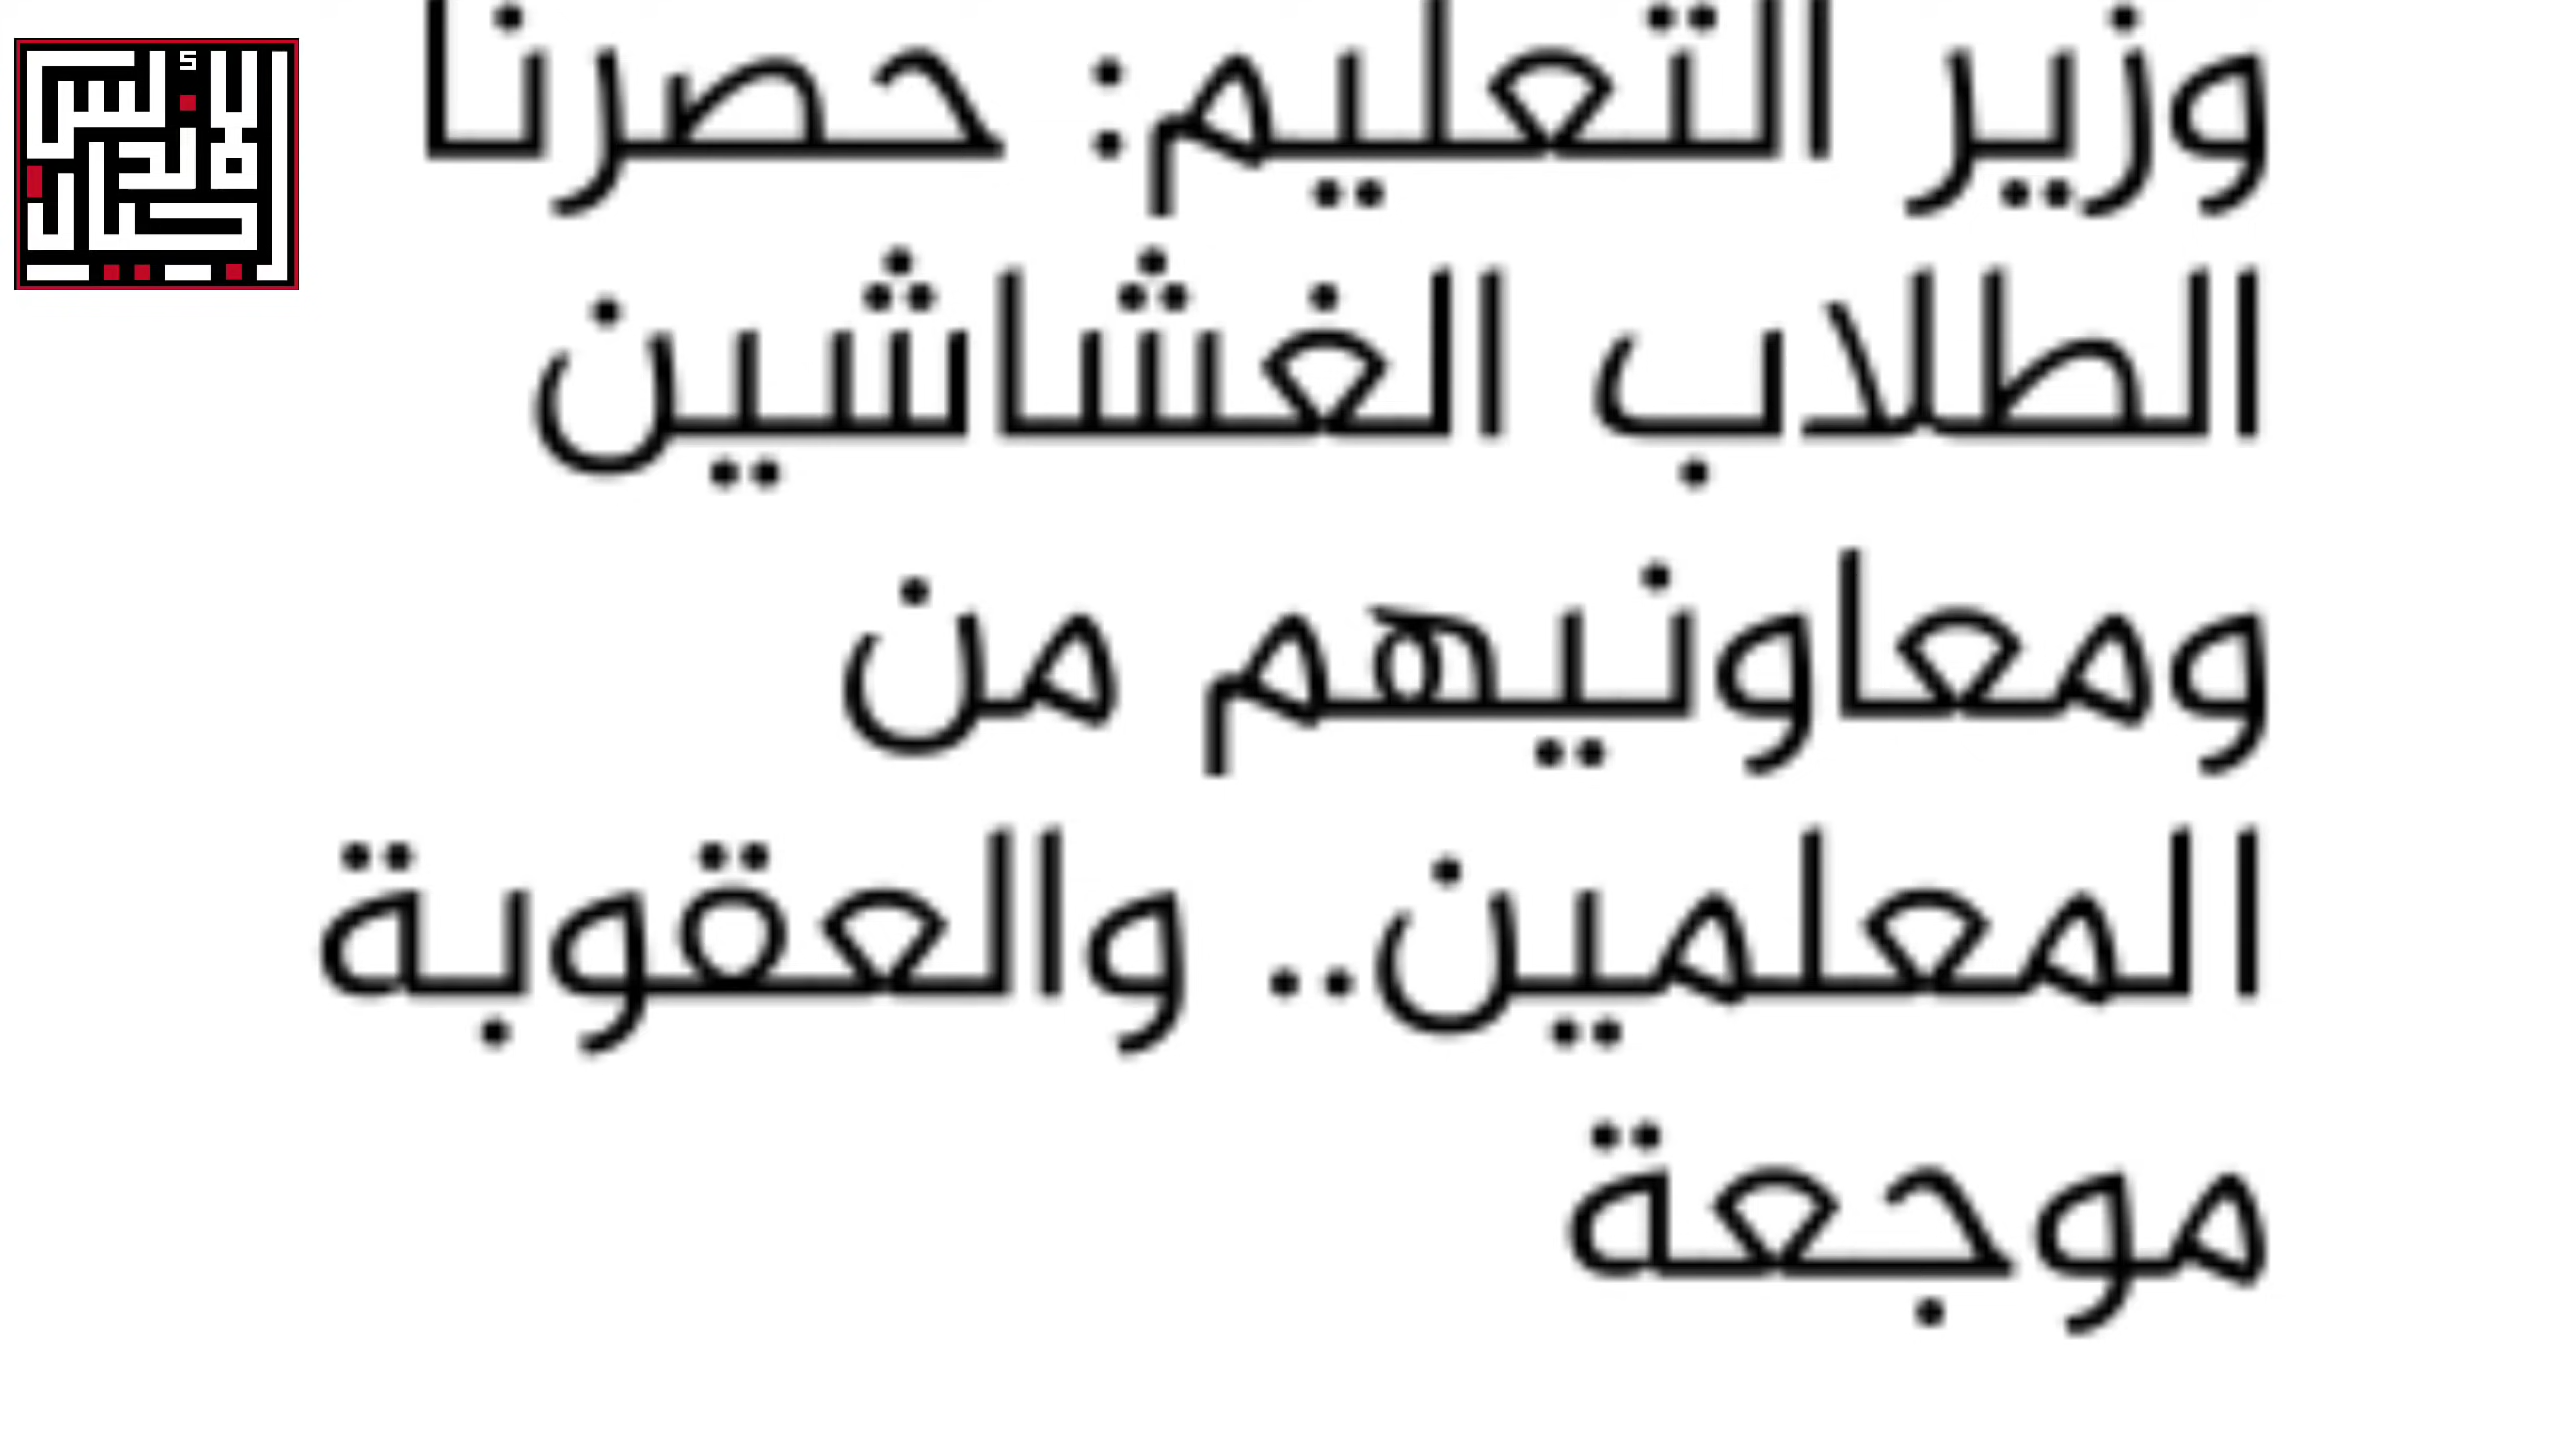 وزير التعليم: حصرنا
الطلاب الغشاشين
ومعاونيهم من
المعلمين.. والعقوبة
موجعة